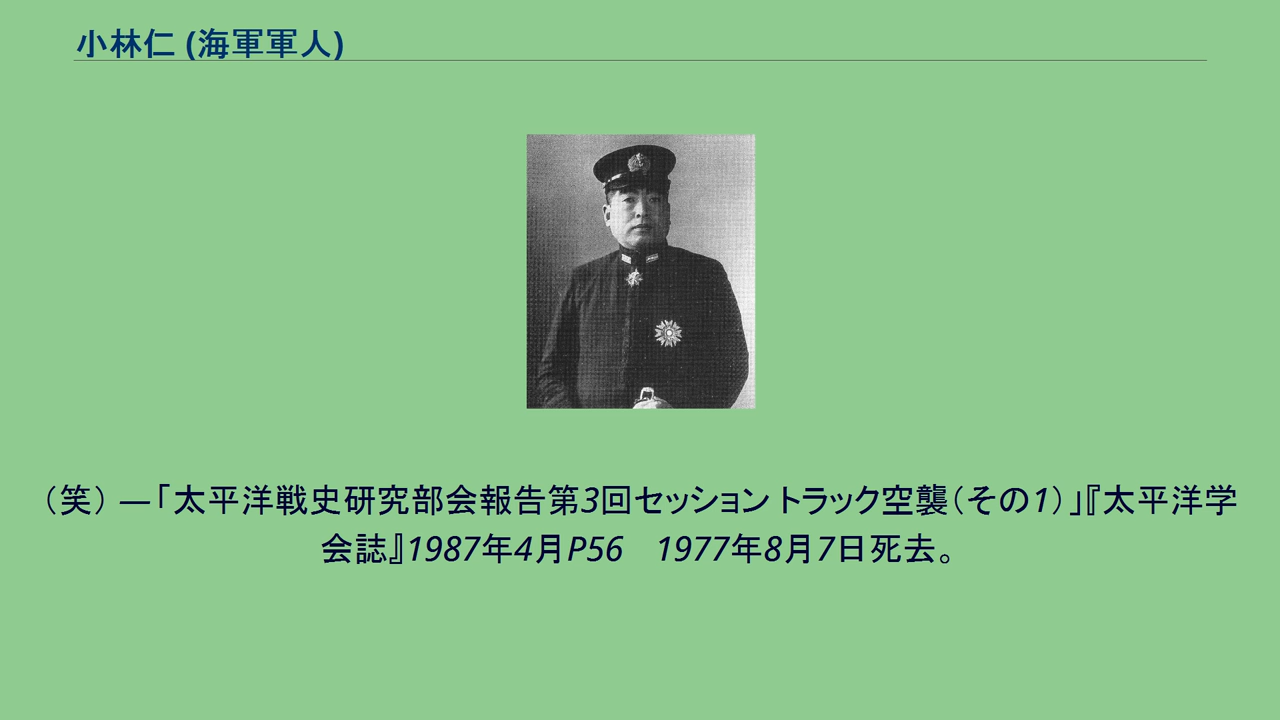 小林仁 (海軍軍人)
（笑） ―「太平洋戦史研究部会報告第3回セッション トラック空襲（その1）」『太平洋学
会誌』1987年4月P56　1977年8月7日死去。